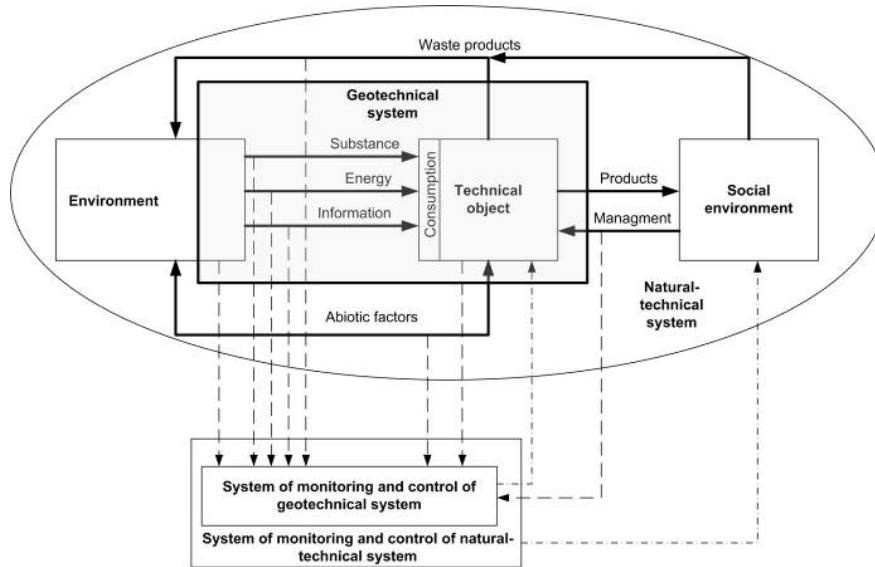 Waste products
Geotechnical
system
Substance
Energy
Information
Environment
Consumption
Technical
object
Products
Managment
Social
environment
Natural-
technical
system
Abiotic factors
System of monitoring and control of
geotechnical system
System of monitoring and control of natural-
technical system